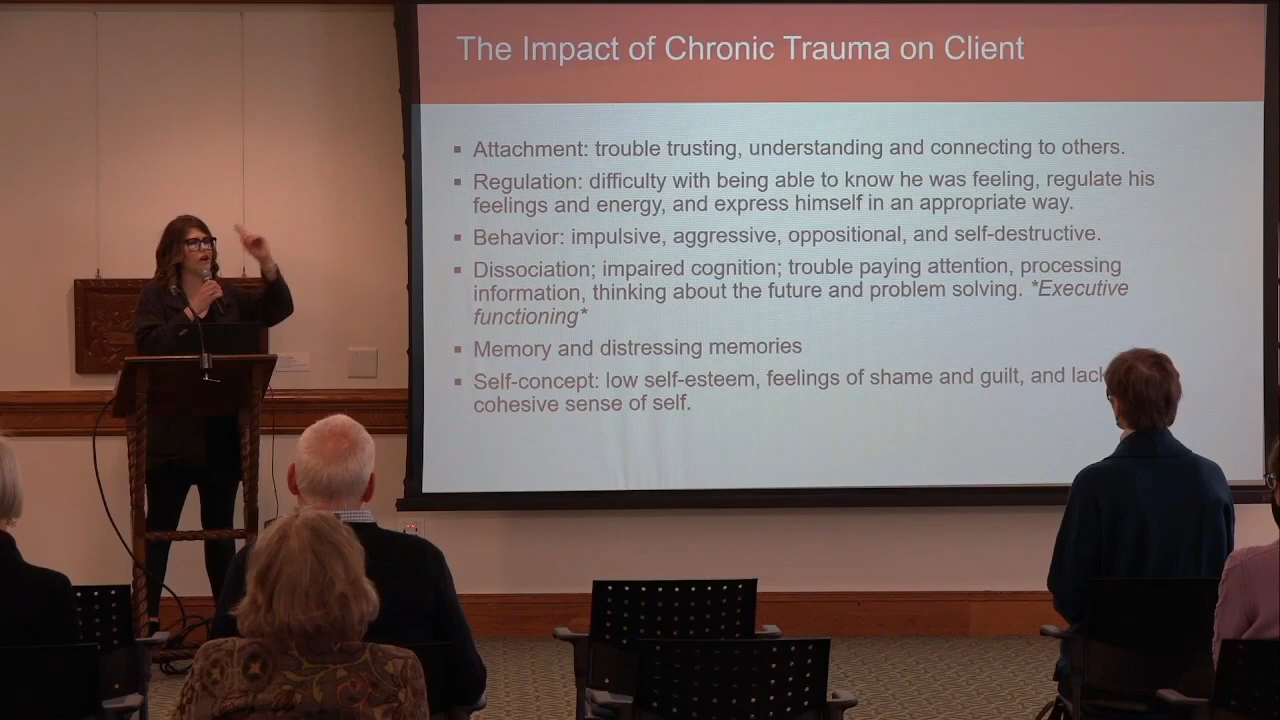 The Impact of Chronic Trauma on Client
▪ Attachment: trouble trusting, understanding and connecting to others.
▪ Regulation: difficulty with being able to know he was feeling, regulate his
feelings and energy, and express himself in an appropriate way.
▪ Behavior: impulsive, aggressive, oppositional, and self-destructive.
▪ Dissociation; impaired cognition; trouble paying attention, processing
information, thinking about the future and problem solving. *Executive
functioning*
▪ Memory and distressing memories
▪ Self-concept: low self-esteem, feelings of shame and guilt, and lack
cohesive sense of self.